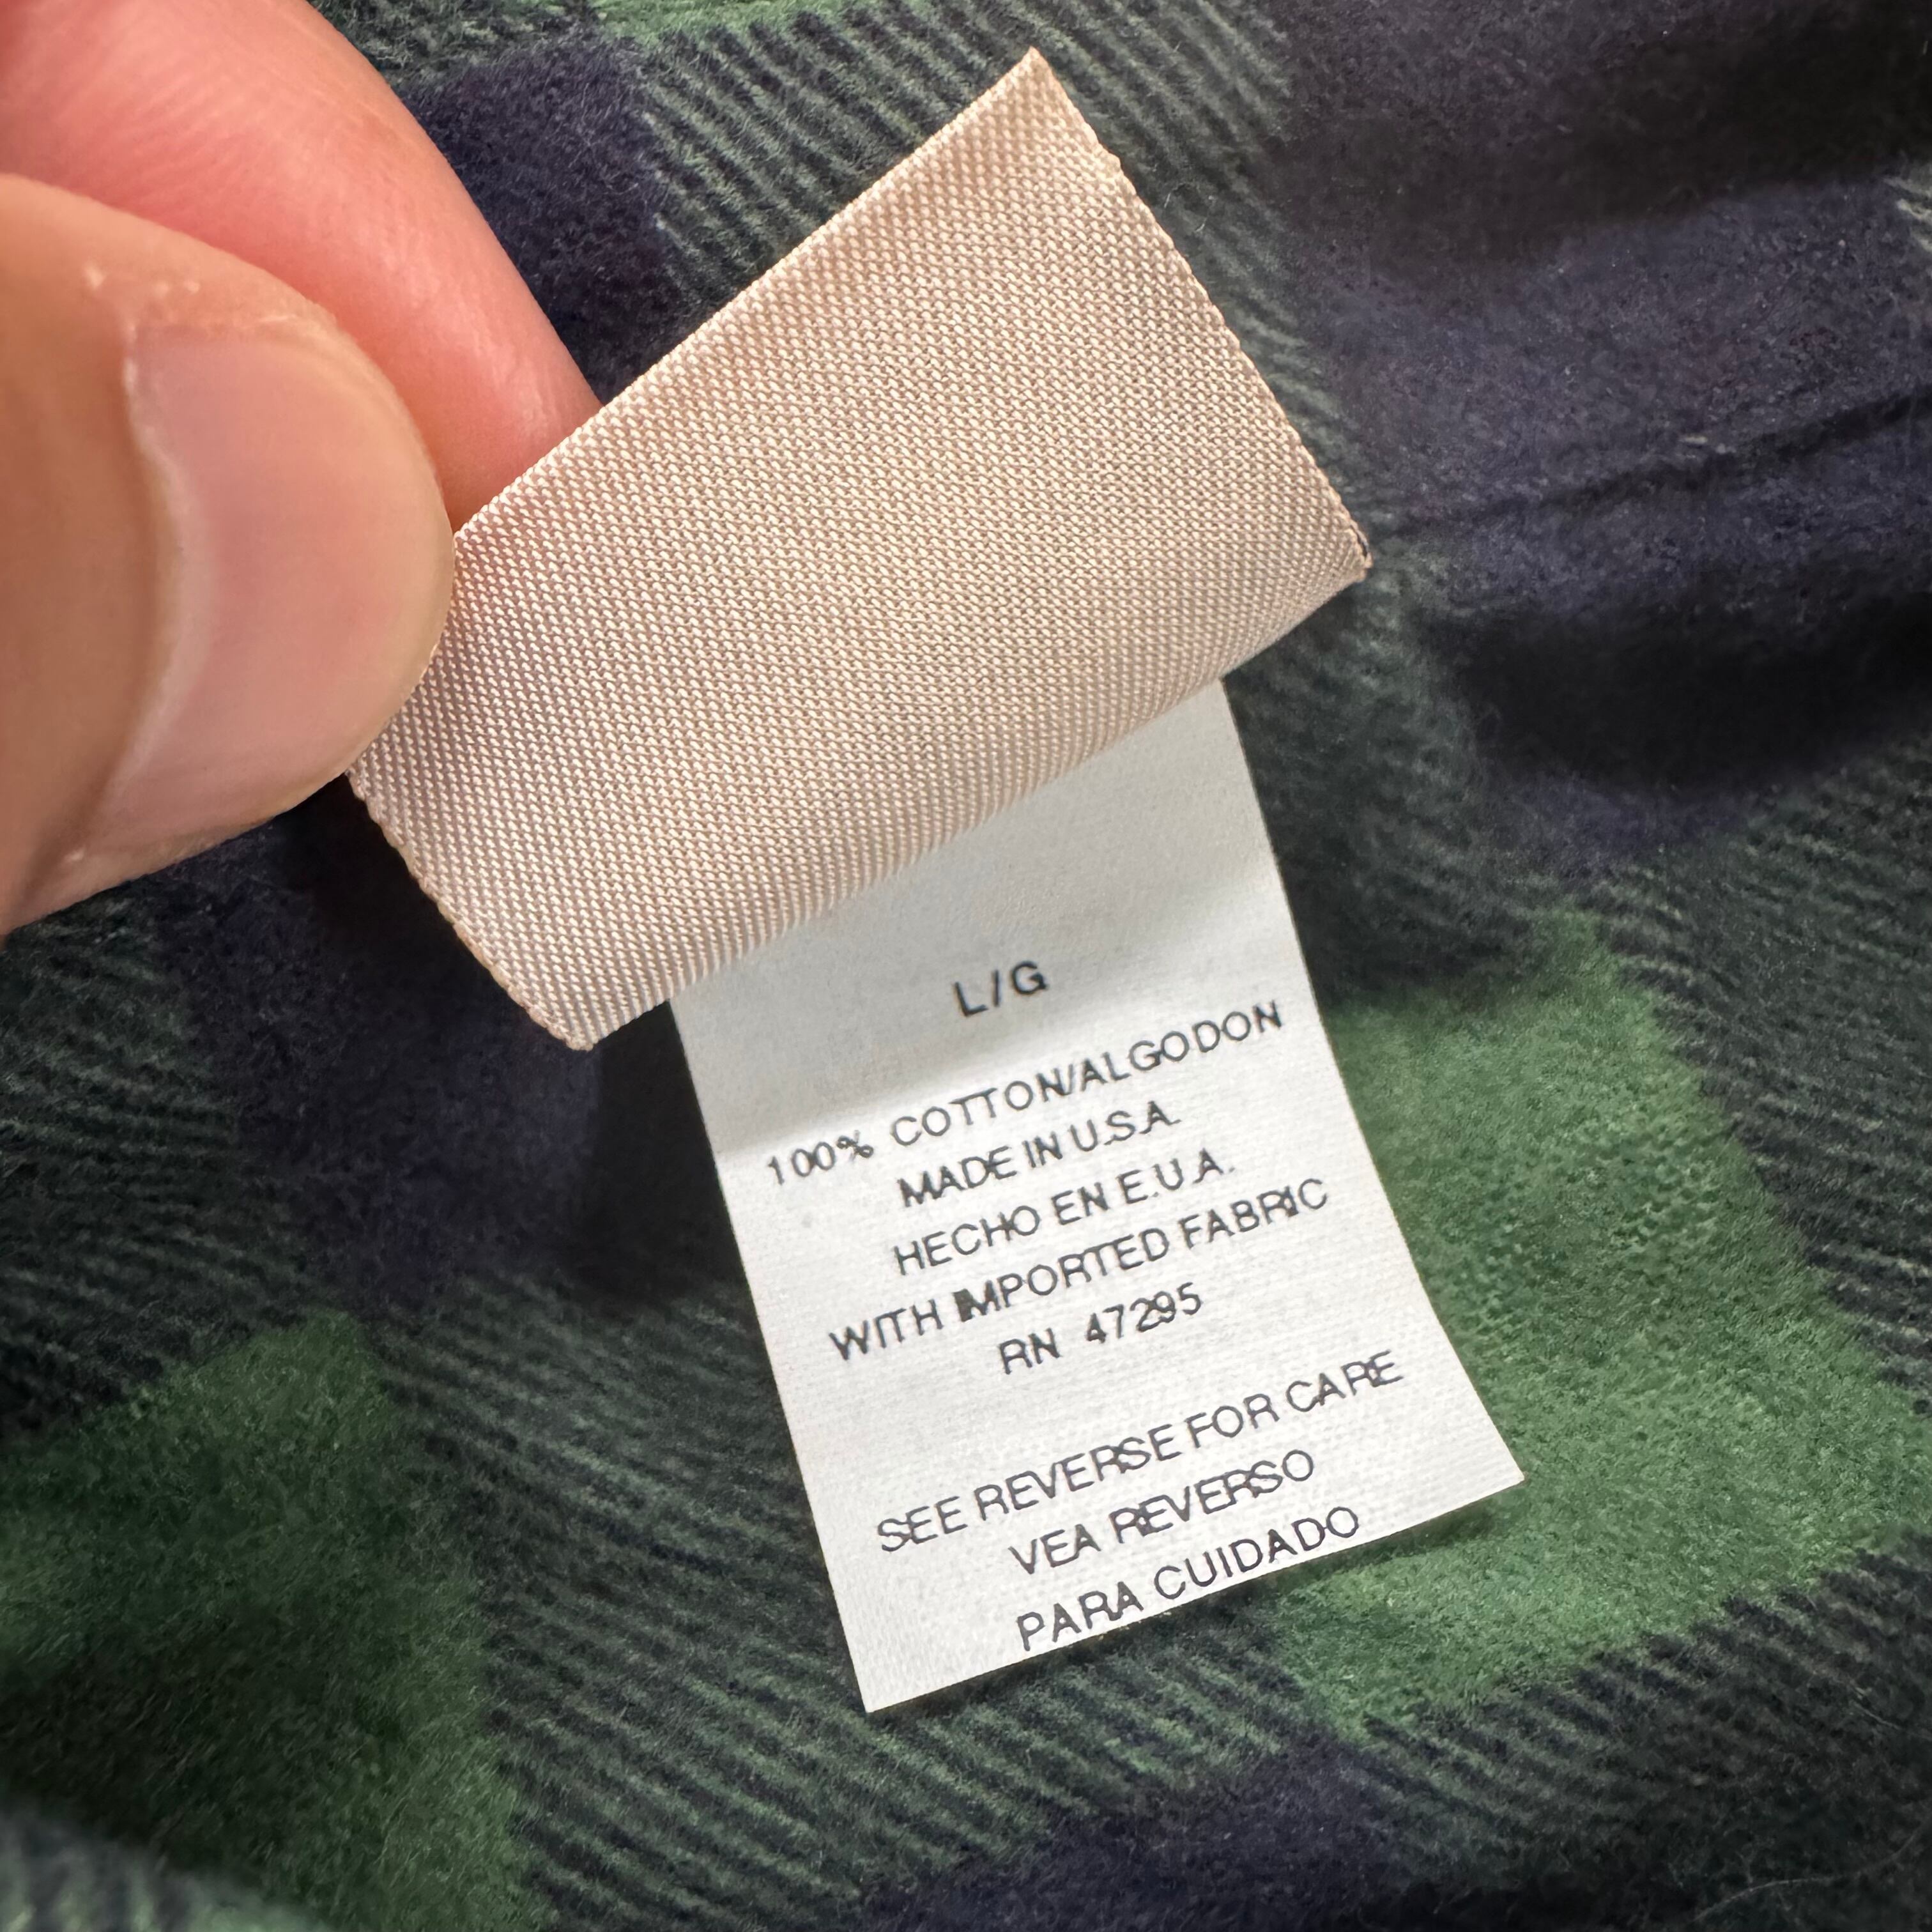 L/G
100% COTTON/ALGODON
MADE IN U.S.A.
HECHO EN E.U.A.
WITH IMPORTED FABRIC
RN 47295
SEE REVERSE FOR CARE
VEA REVERSO
PARA CUIDADO